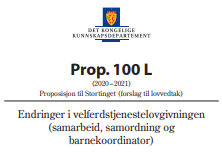 DET KONGELIGE
KUNNSKAPSDEPARTEMENT
Prop. 100 L
(2020–2021)
Proposisjon til Stortinget (forslag til lovvedtak)
Endringer i velferdstjenestelovgivningen
(samarbeid, samordning og
barnekoordinator)